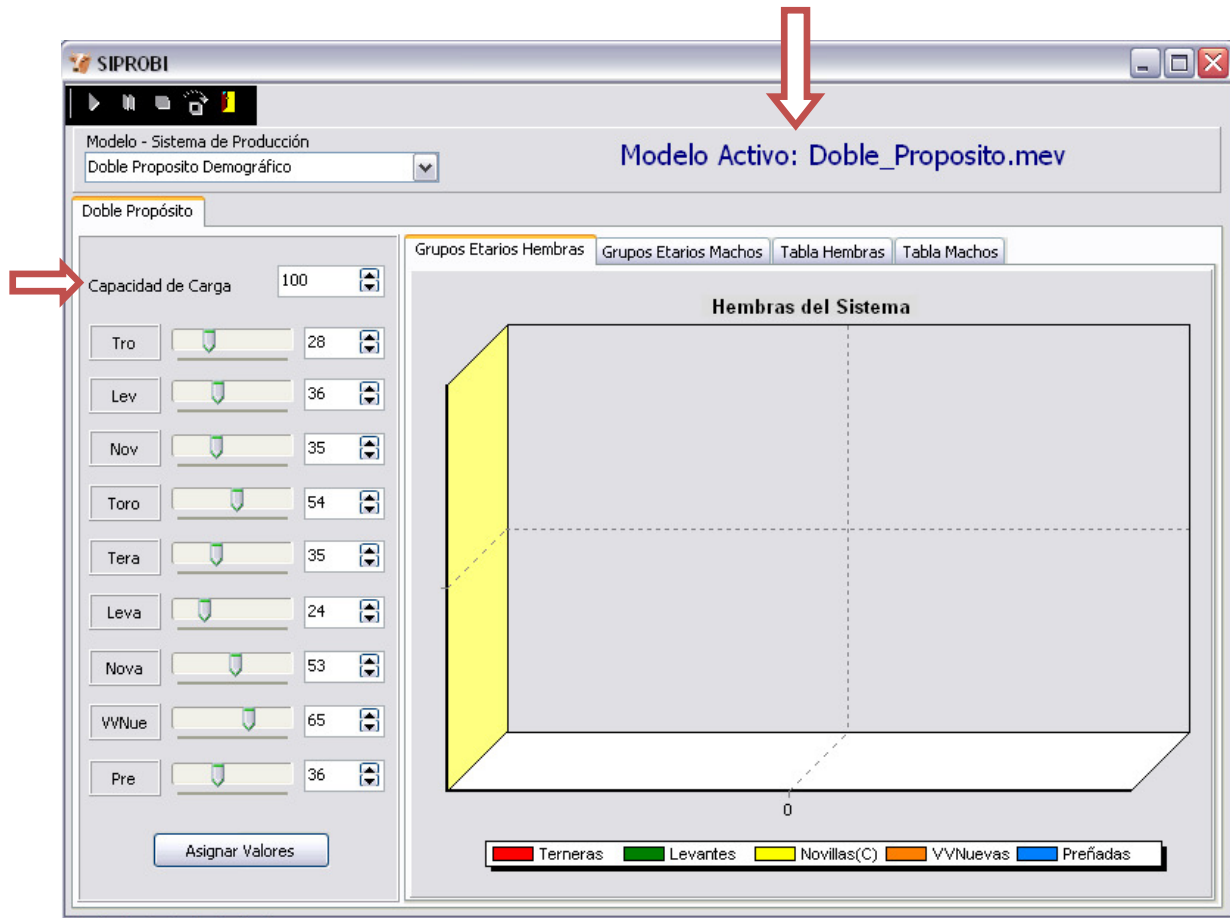 SIPROBI
Modelo - Sistema de Producción
Doble Proposito Demográfico
Modelo Activo: Doble_Proposito.mev
Doble Propósito
Capacidad de Carga 100
Tro 28
Lev 36
Nov 35
Toro 54
Tera 35
Leva 24
Nova 53
VVNue 65
Pre 36
Asignar Valores
Grupos Etarios Hembras Grupos Etarios Machos Tabla Hembras Tabla Machos
Hembras del Sistema
0
Terneras Levantes Novillas(C) VVNuevas Preñadas